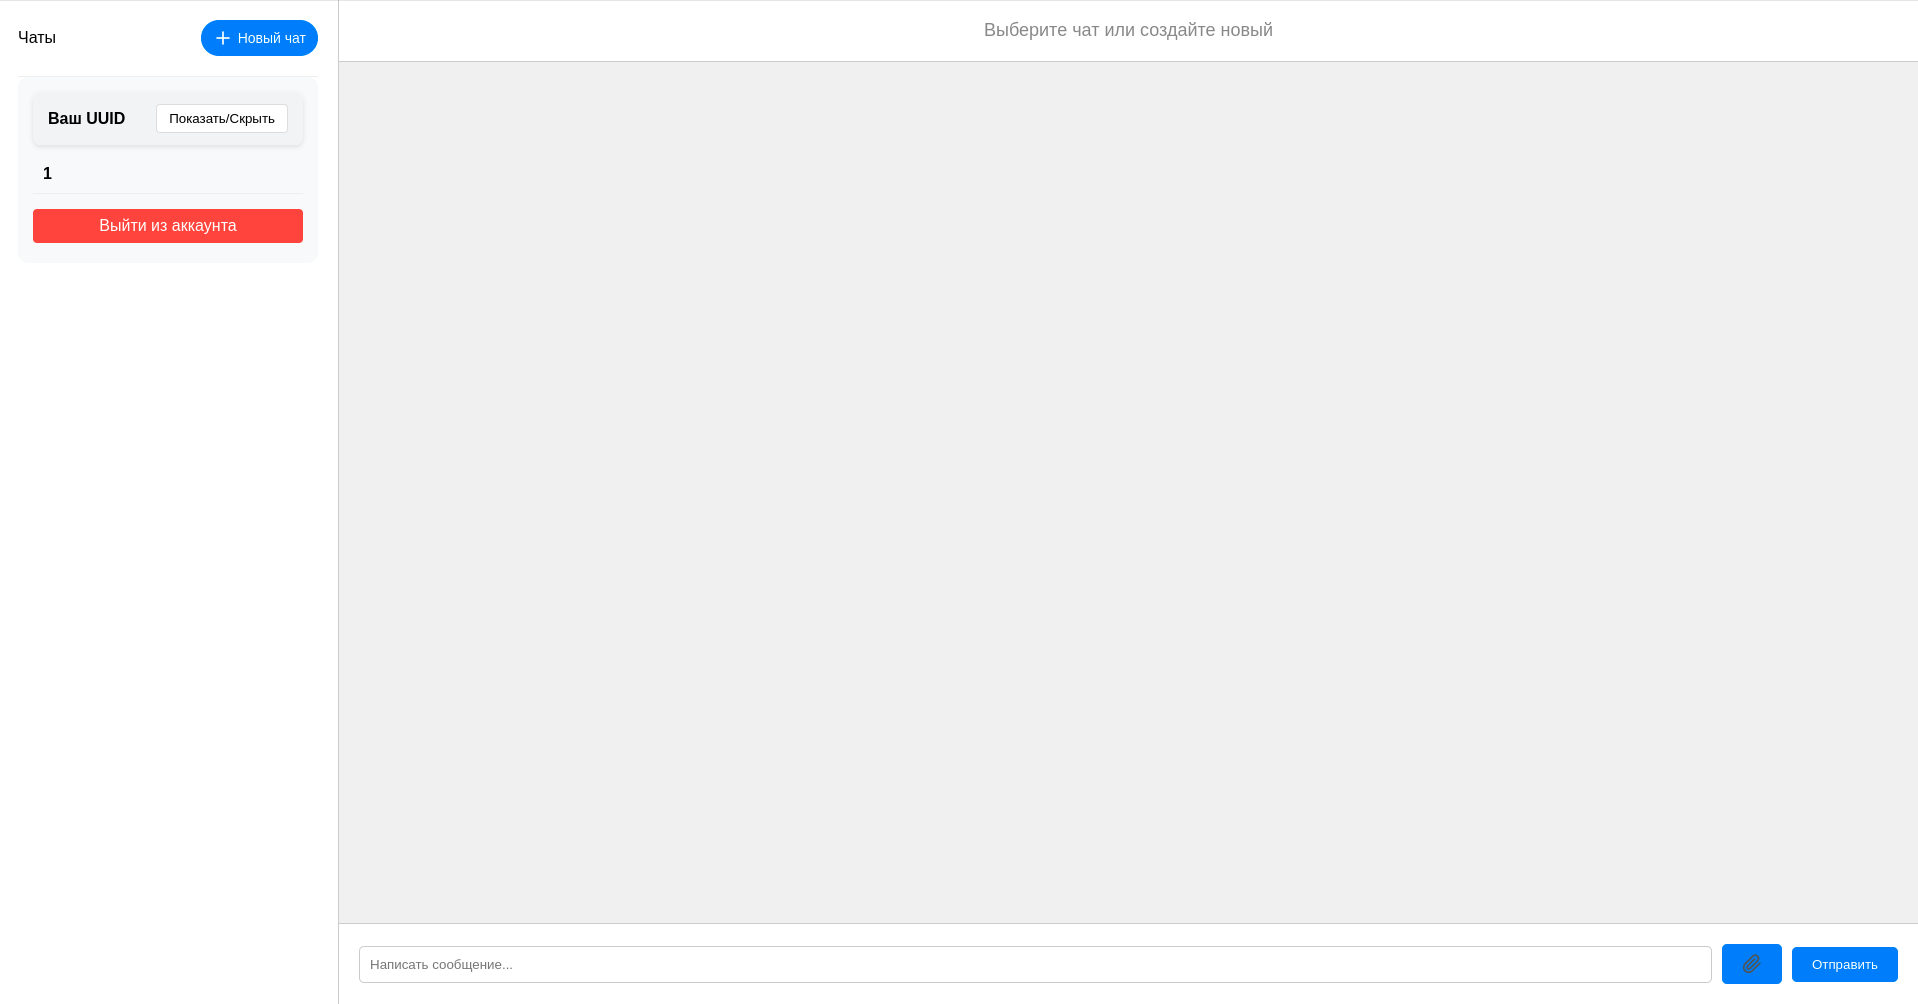 Чаты
Новый чат
Выберите чат или создайте новый
Ваш UUID
Показать/Скрыть
1
Выйти из аккаунта
Написать сообщение...
Отправить